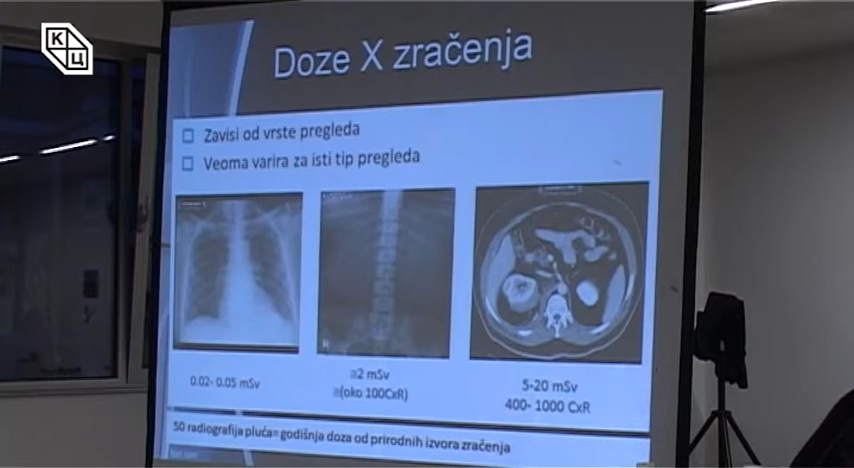 К
Ц
Doze X zračenja
Zavisi od vrste pregleda
Veoma varira za isti tip pregleda
0.02- 0.05 mSv
≅2 mSv
≅(oko 100CxR)
5-20 mSv
400- 1000 CxR
50 radiografija pluća= godišnja doza od prirodnih izvora zračenja